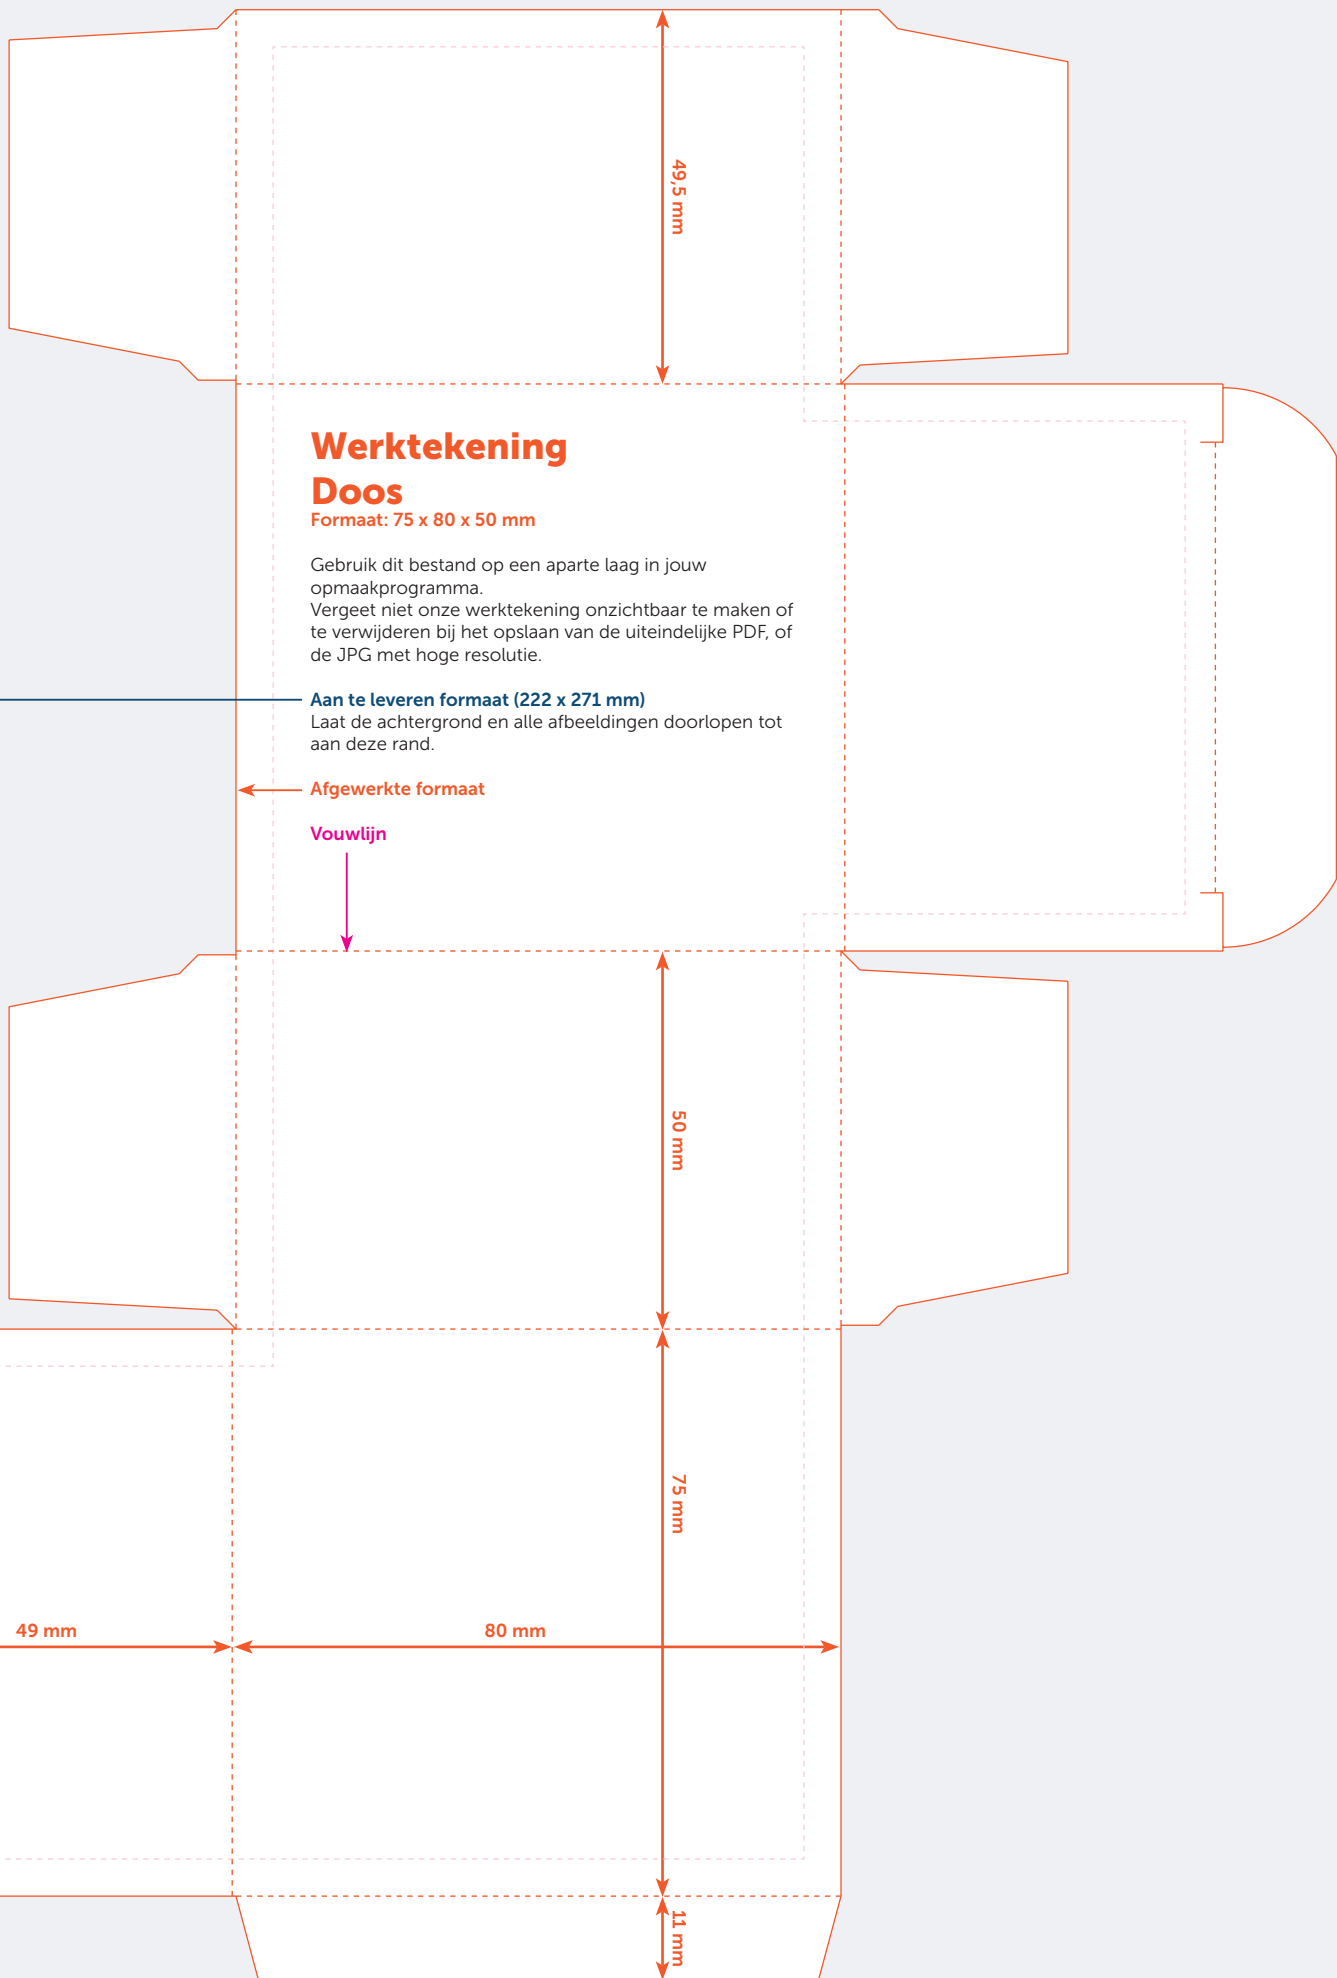 49,5 mm
Werktekening
Doos
Formaat: 75 x 80 x 50 mm
Gebruik dit bestand op een aparte laag in jouw
opmaakprogramma.
Vergeet niet onze werktekening onzichtbaar te maken of
te verwijderen bij het opslaan van de uiteindelijke PDF, of
de JPG met hoge resolutie.
Aan te leveren formaat (222 x 271 mm)
Laat de achtergrond en alle afbeeldingen doorlopen tot
aan deze rand.
Afgewerkte formaat
Vouwlijn
50 mm
75 mm
49 mm
80 mm
11 mm